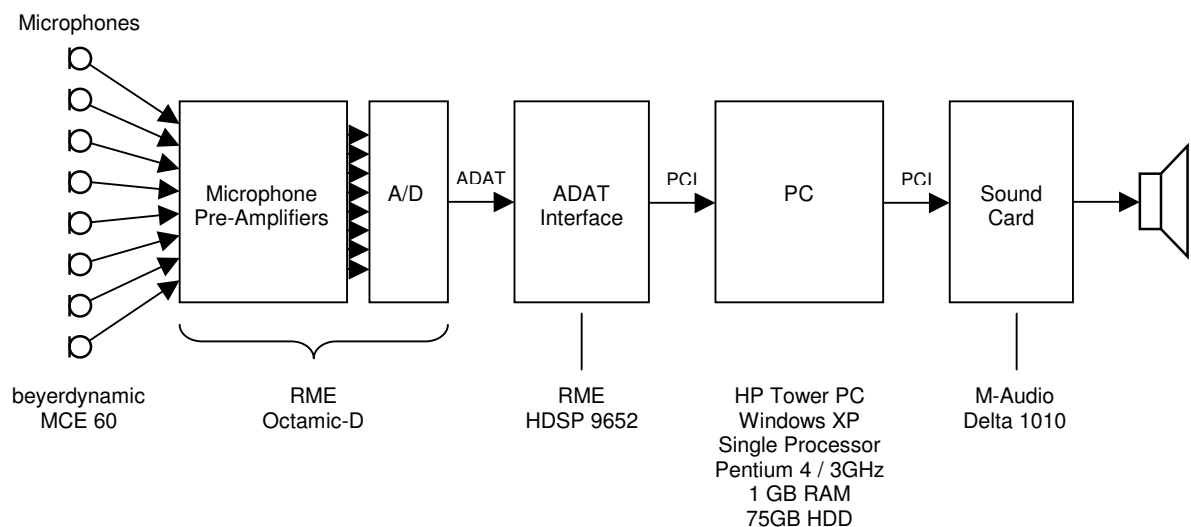 Microphones
Microphone
Pre-Amplifiers
A/D
ADAT
ADAT
Interface
PCI
PC
PCI
Sound
Card
beyerdynamic
MCE 60
RME
Octamic-D
RME
HDSP 9652
HP Tower PC
Windows XP
Single Processor
Pentium 4 / 3GHz
1 GB RAM
75GB HDD
M-Audio
Delta 1010